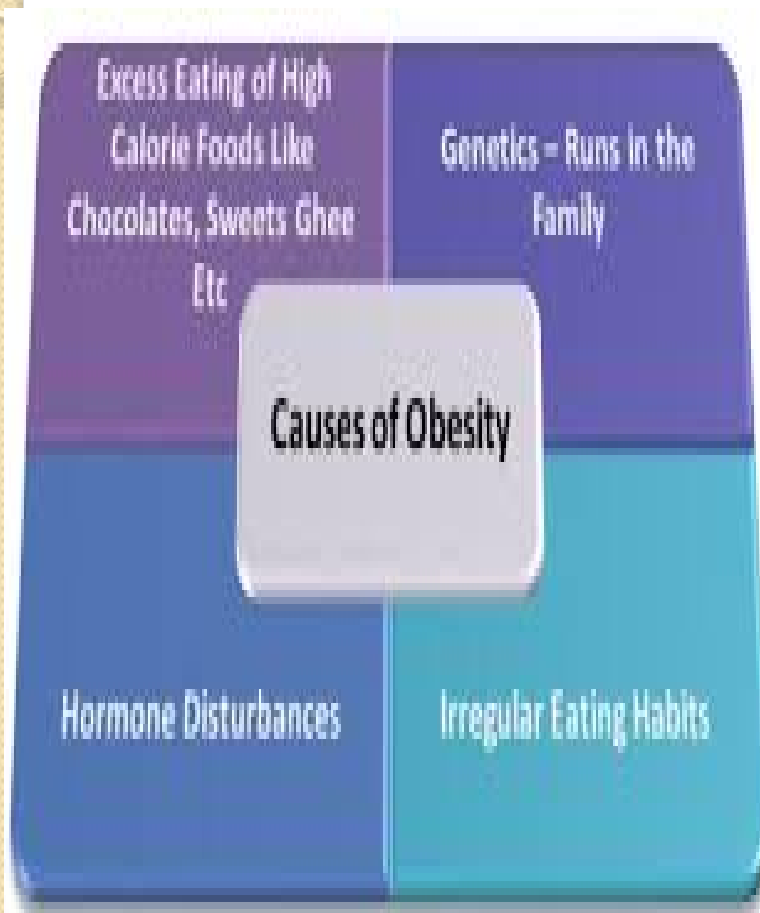 Excess Eating of High
Calorie Foods Like
Chocolates, Sweets Ghee
Etc
Genetics – Runs in the
Family
Causes of Obesity
Hormone Disturbances
Irregular Eating Habits